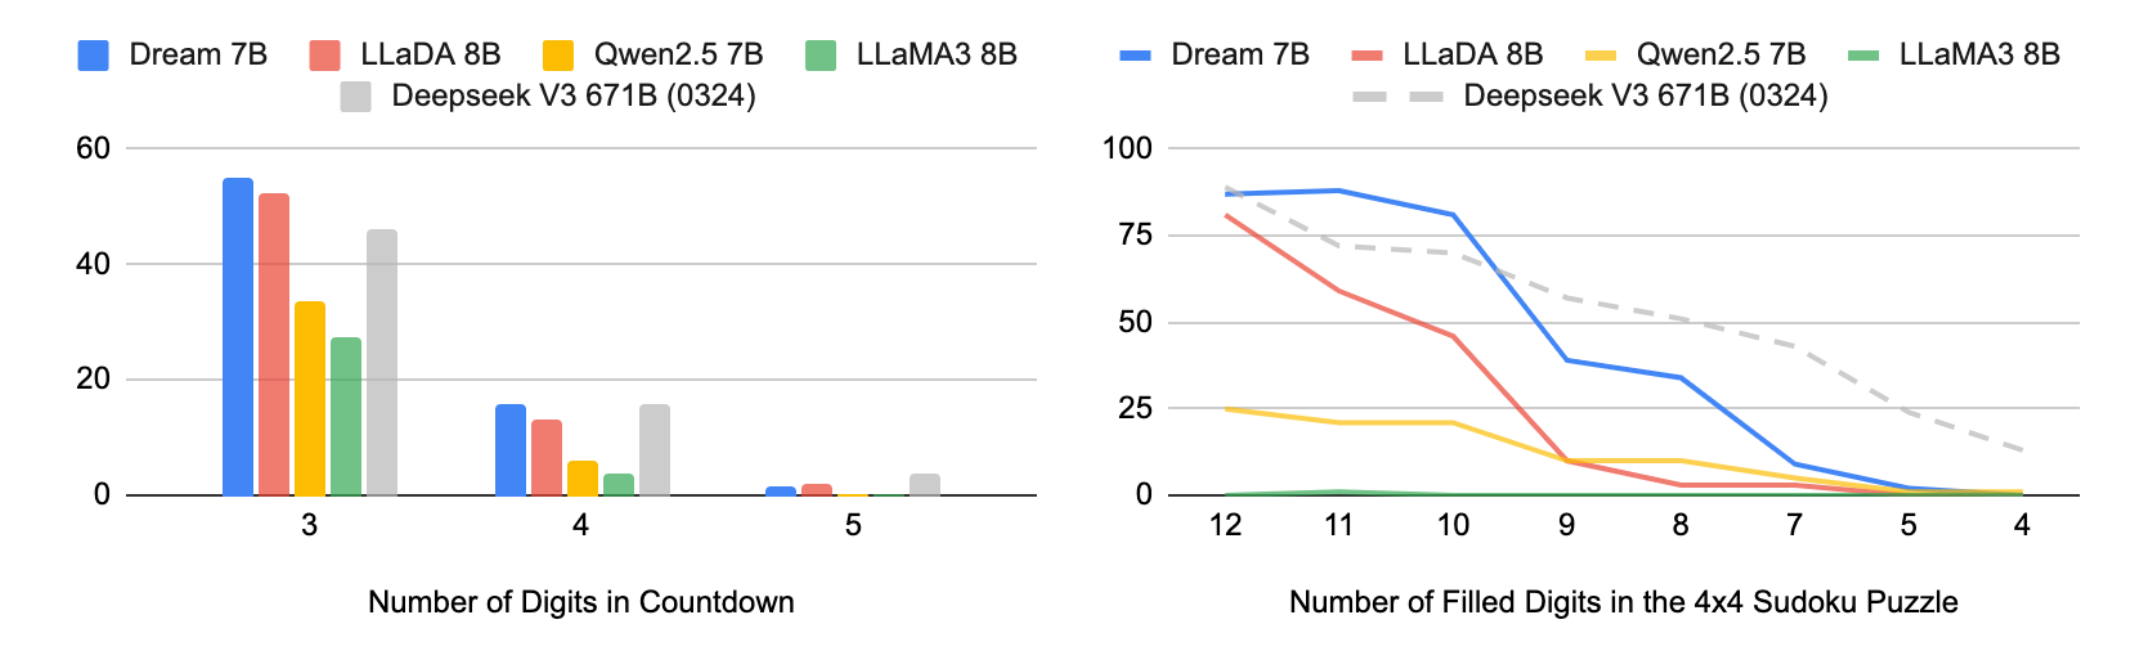 Dream 7B LLaDA 8B Qwen2.5 7B LLaMA3 8B
Deepseek V3 671B (0324)
60
40
20
0
3 4 5
Number of Digits in Countdown
Dream 7B LLaDA 8B Qwen2.5 7B LLaMA3 8B
Deepseek V3 671B (0324)
100
75
50
25
0
12 11 10 9 8 7 5 4
Number of Filled Digits in the 4x4 Sudoku Puzzle